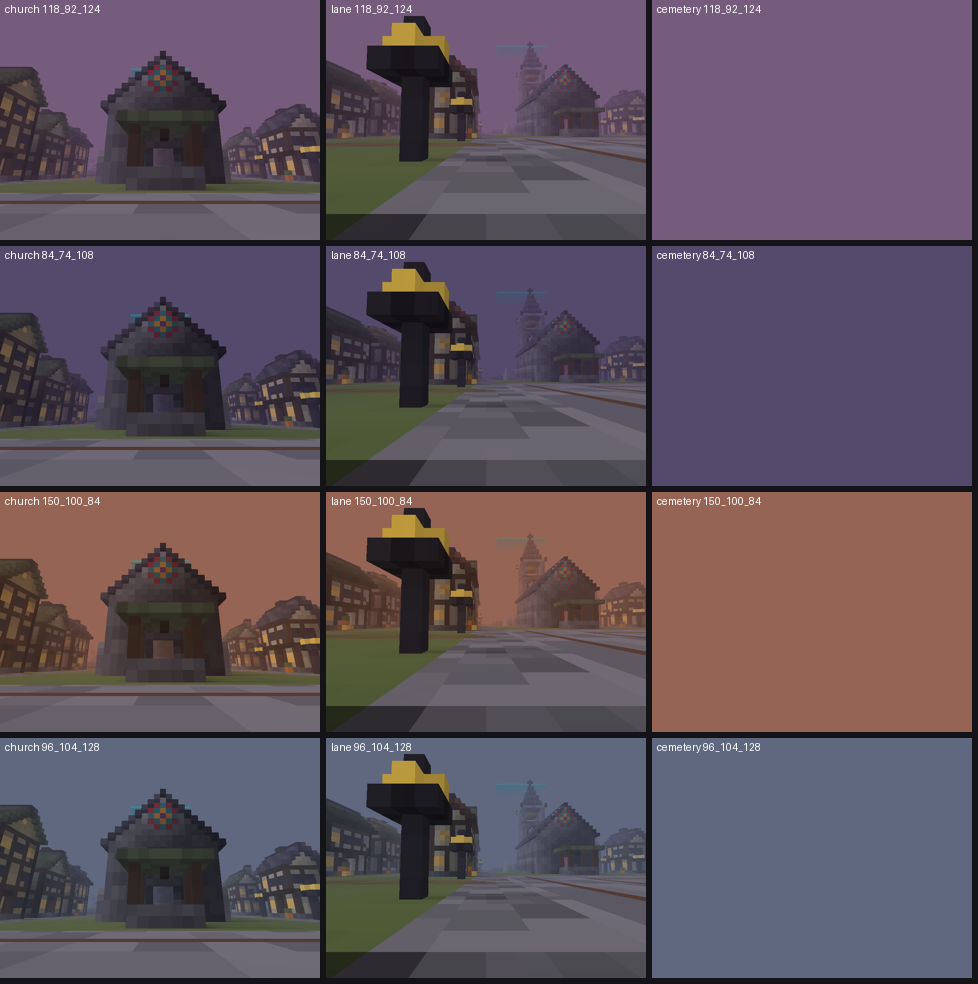 church 118_92_124
lane 118_92_124
cemetery 118_92_124
church 84_74_108
lane 84_74_108
cemetery 84_74_108
church 150_100_84
lane 150_100_84
cemetery 150_100_84
church 96_104_128
lane 96_104_128
cemetery 96_104_128